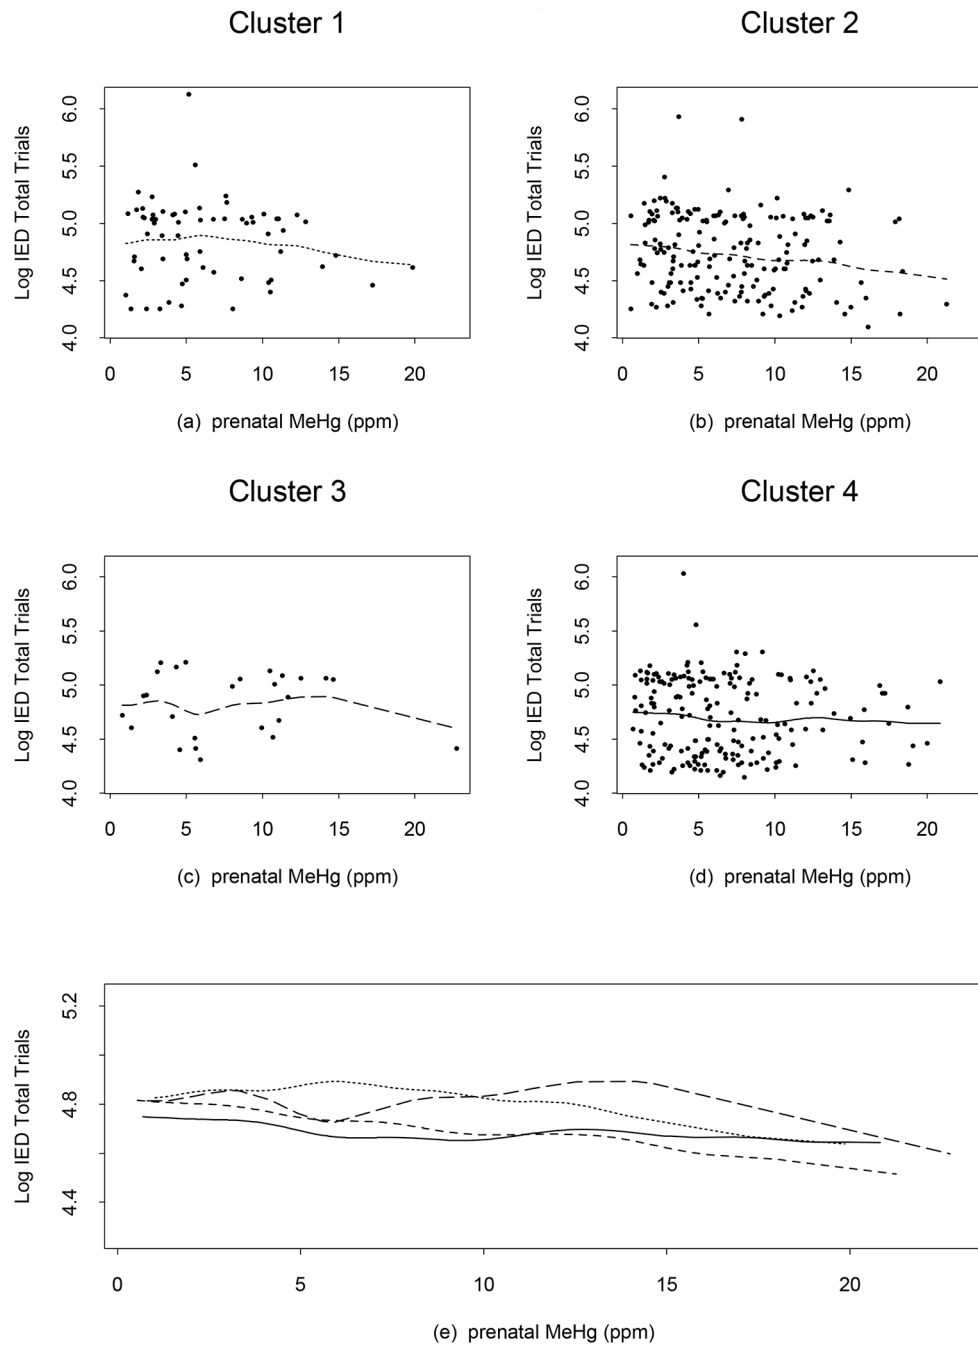 Cluster 1
Cluster 2
Log IED Total Trials
6.0
5.5
5.0
4.5
4.0
0 5 10 15 20
(a) prenatal MeHg (ppm)
Log IED Total Trials
6.0
5.5
5.0
4.5
4.0
0 5 10 15 20
(b) prenatal MeHg (ppm)
Cluster 3
Cluster 4
Log IED Total Trials
6.0
5.5
5.0
4.5
4.0
0 5 10 15 20
(c) prenatal MeHg (ppm)
Log IED Total Trials
6.0
5.5
5.0
4.5
4.0
0 5 10 15 20
(d) prenatal MeHg (ppm)
Log IED Total Trials
5.2
4.8
4.4
0 5 10 15 20
(e) prenatal MeHg (ppm)